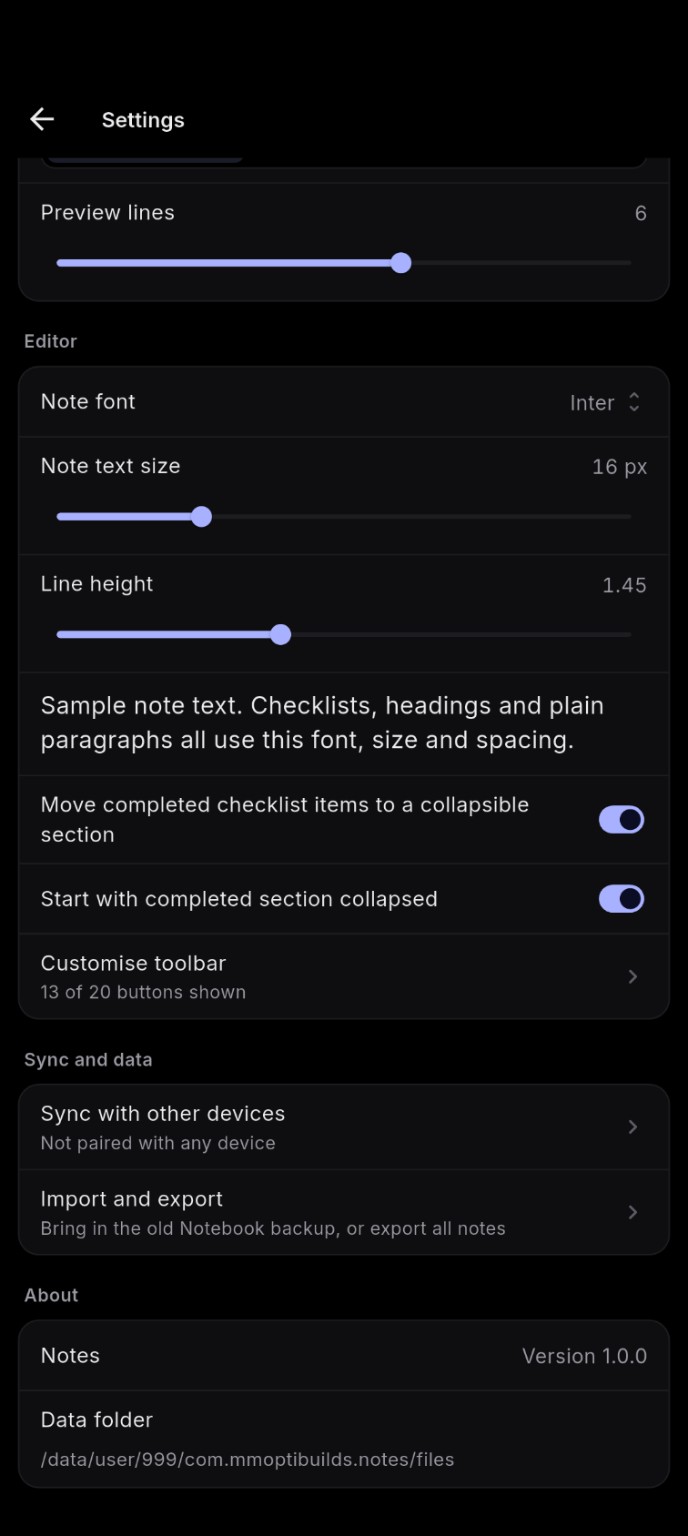 Settings
Preview lines
6
Editor
Note font
Inter
Note text size
16 px
Line height
1.45
Sample note text. Checklists, headings and plain
paragraphs all use this font, size and spacing.
Move completed checklist items to a collapsible
section
Start with completed section collapsed
Customise toolbar
13 of 20 buttons shown
Sync and data
Sync with other devices
Not paired with any device
Import and export
Bring in the old Notebook backup, or export all notes
About
Notes
Version 1.0.0
Data folder
/data/user/999/com.mmoptibuilds.notes/files